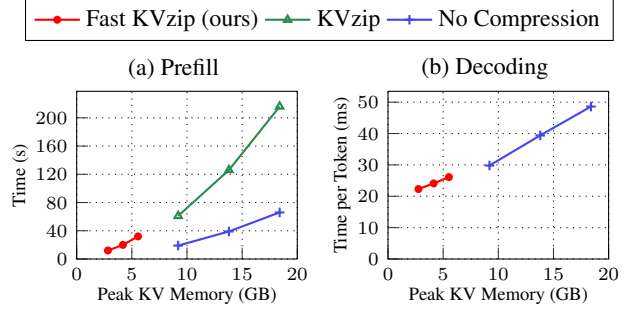 Fast KVzip (ours) KVzip No Compression
(a) Prefill
Time (s)
200
160
120
80
40
0
0 5 10 15 20
Peak KV Memory (GB)
(b) Decoding
Time per Token (ms)
50
40
30
20
10
0
0 5 10 15 20
Peak KV Memory (GB)